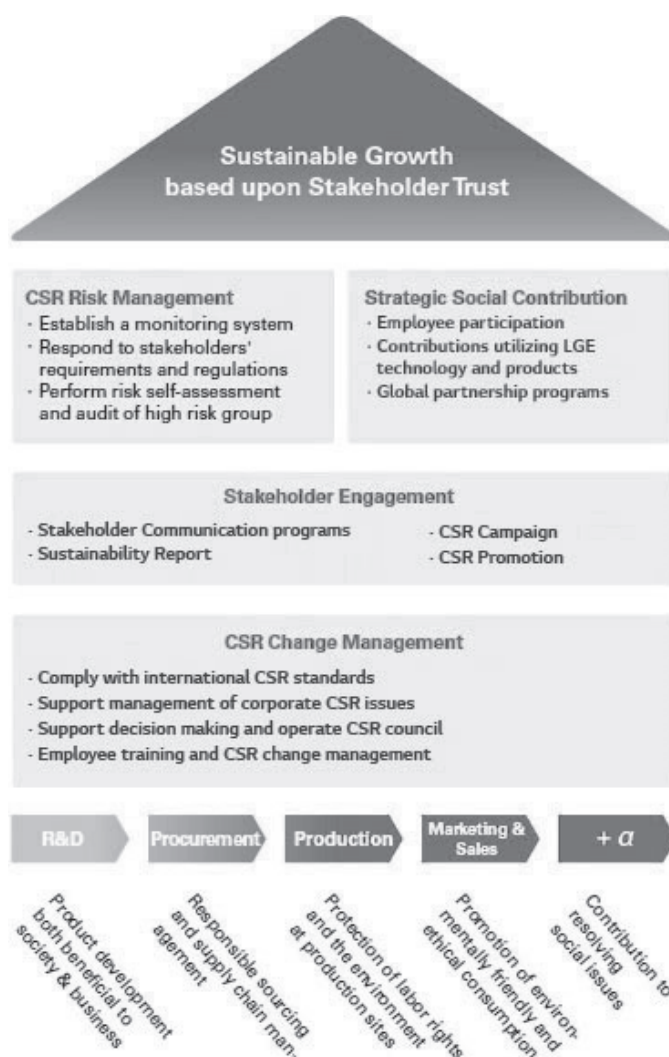 Sustainable Growth
based upon Stakeholder Trust
CSR Risk Management
· Establish a monitoring system
· Respond to stakeholders'
requirements and regulations
· Perform risk self-assessment
and audit of high risk group
Strategic Social Contribution
· Employee participation
· Contributions utilizing LGE
technology and products
· Global partnership programs
Stakeholder Engagement
- Stakeholder Communication programs
- Sustainability Report
- CSR Campaign
- CSR Promotion
CSR Change Management
- Comply with international CSR standards
- Support management of corporate CSR issues
- Support decision making and operate CSR council
- Employee training and CSR change management
R&D
Procurement
Production
Marketing &
Sales
+ α
Product development
both beneficial to
society & business
Responsible sourcing
and supply chain man-
agement
Protection of labor rights
and the environment
at production sites
Promotion of environ-
mentally friendly and
ethical consumption
Contribution to
resolving
social issues